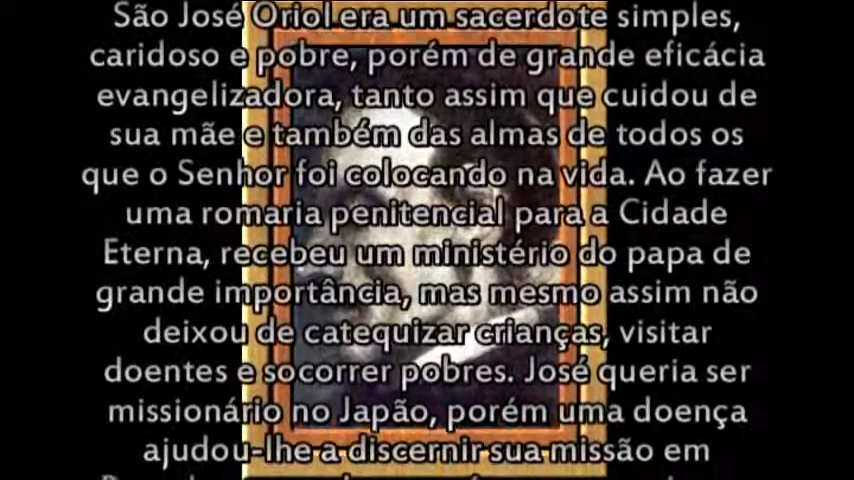 São José Oriol era um sacerdote simples,
caridoso e pobre, porém de grande eficácia
evangelizadora, tanto assim que cuidou de
sua mãe e também das almas de todos os
que o Senhor foi colocando na vida. Ao fazer
uma romaria penitencial para a Cidade
Eterna, recebeu um ministério do papa de
grande importância, mas mesmo assim não
deixou de catequizar crianças, visitar
doentes e socorrer pobres. José queria ser
missionário no Japão, porém uma doença
ajudou-lhe a discernir sua missão em